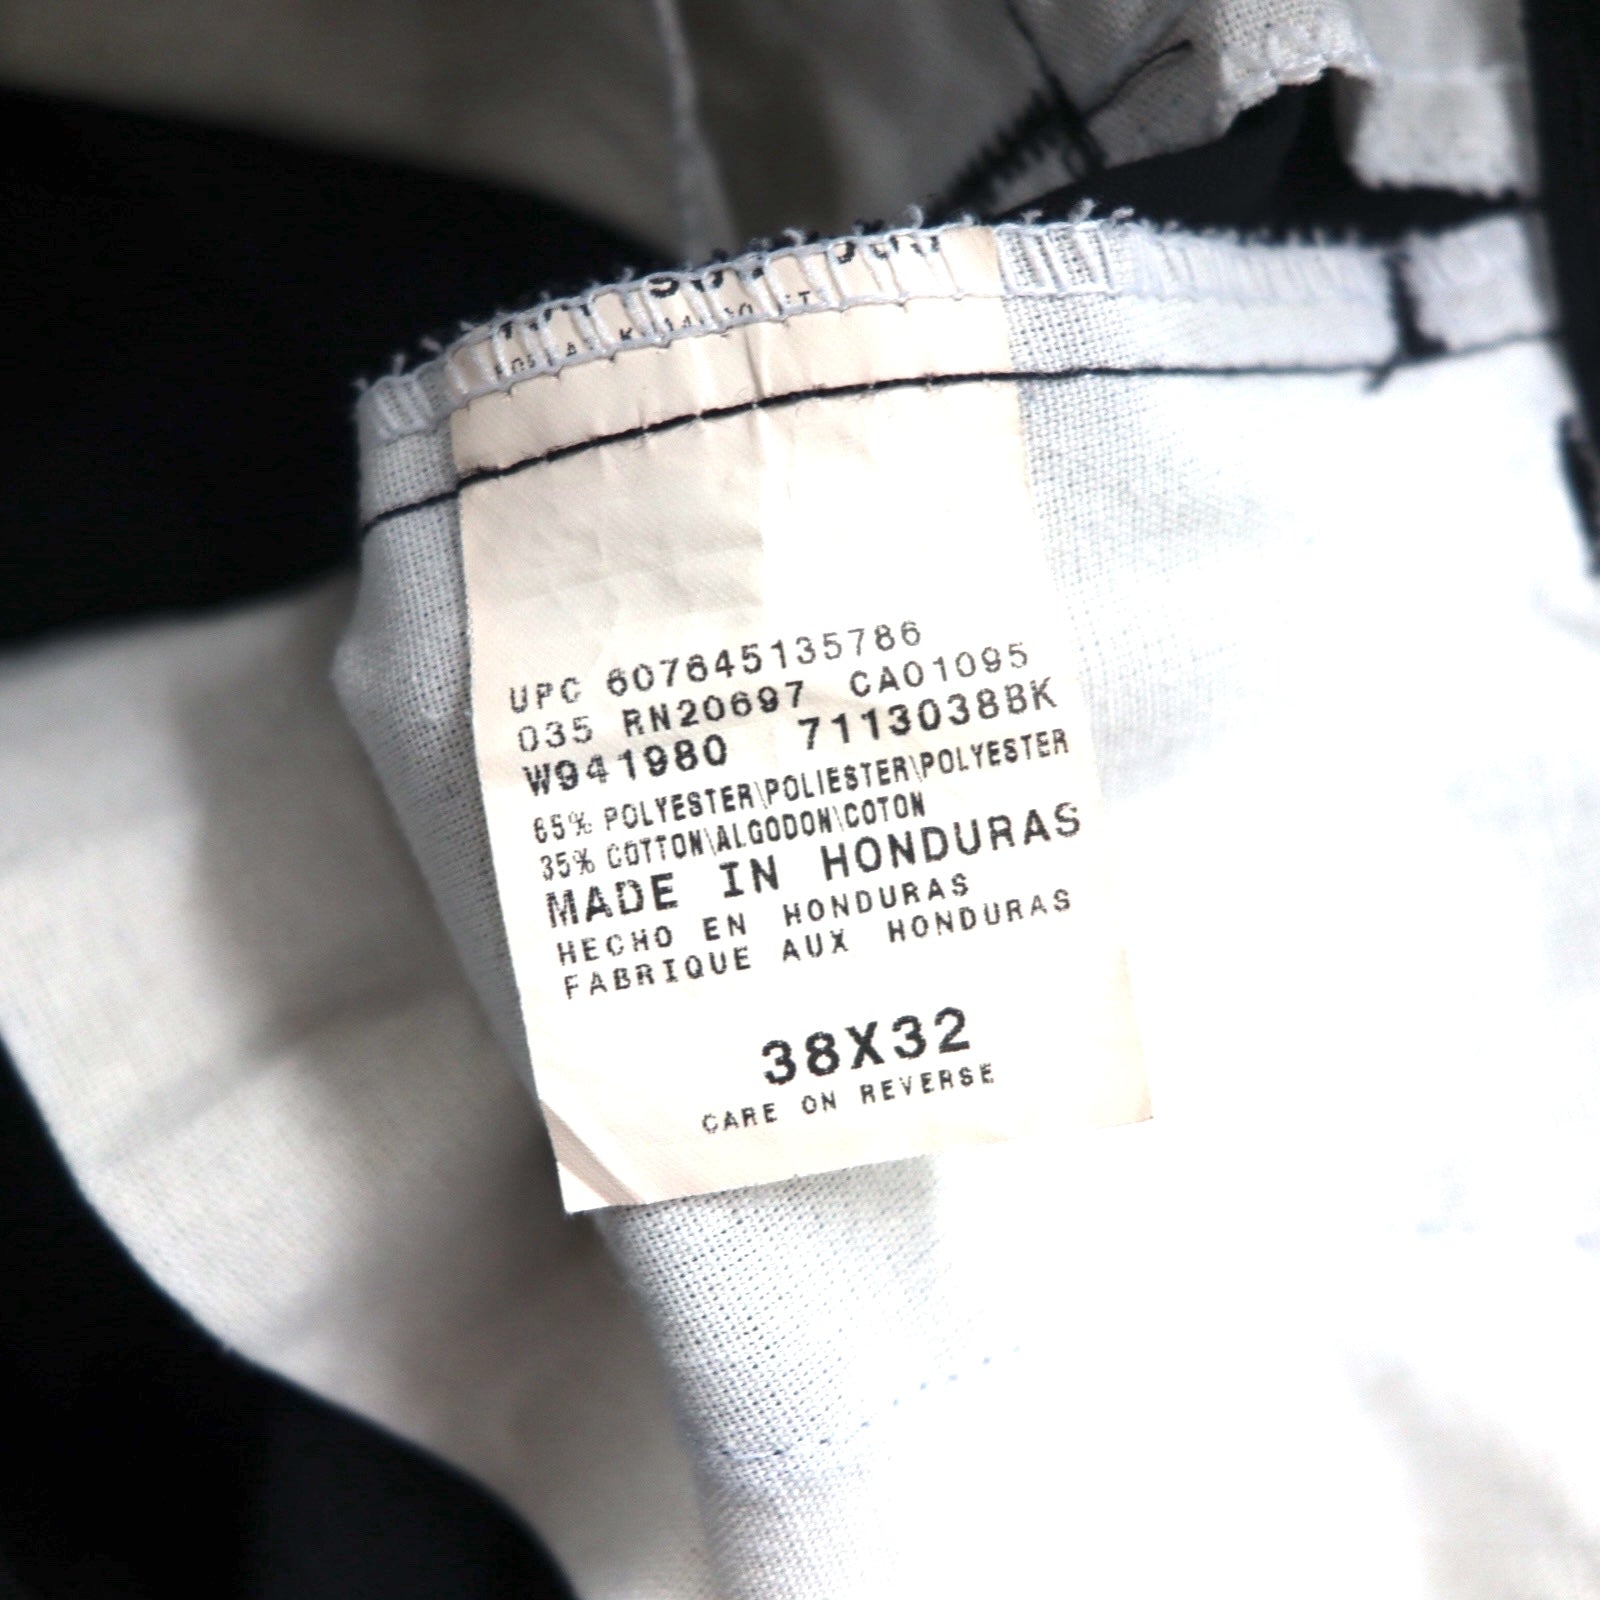 UPC 607645135786
035 RN20697 CA01095
W941980 7113038BK
65% POLYESTER\POLIESTER\POLYESTER
35% COTTON\ALGODON\COTON
MADE IN HONDURAS
HECHO EN HONDURAS
FABRIQUE AUX HONDURAS
38X32
CARE ON REVERSE